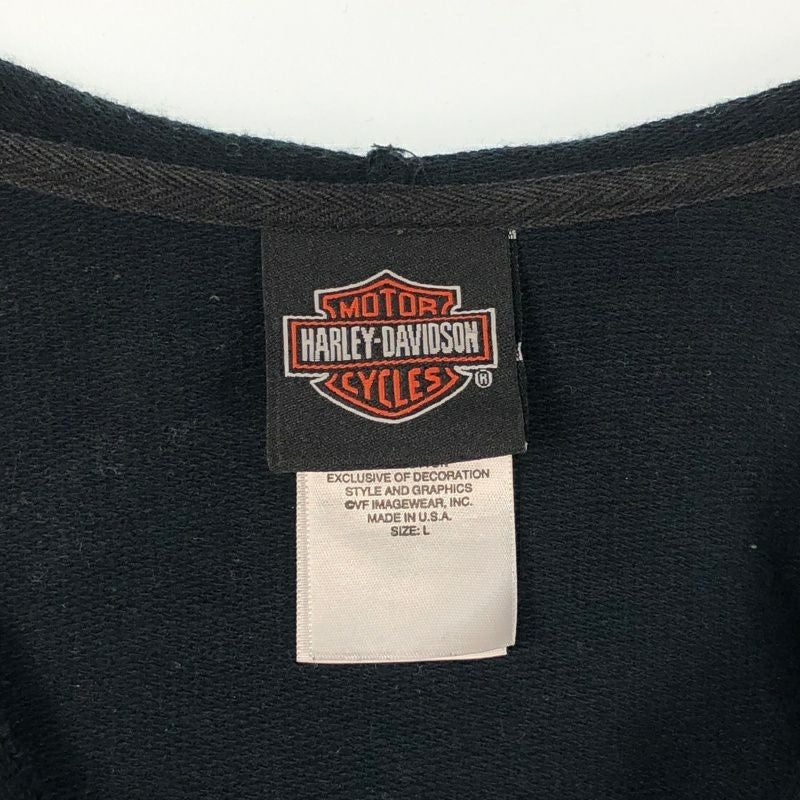 MOTOR
HARLEY-DAVIDSON
CYCLES
®
EXCLUSIVE OF DECORATION
STYLE AND GRAPHICS
©VF IMAGEWEAR, INC.
MADE IN U.S.A.
SIZE: L